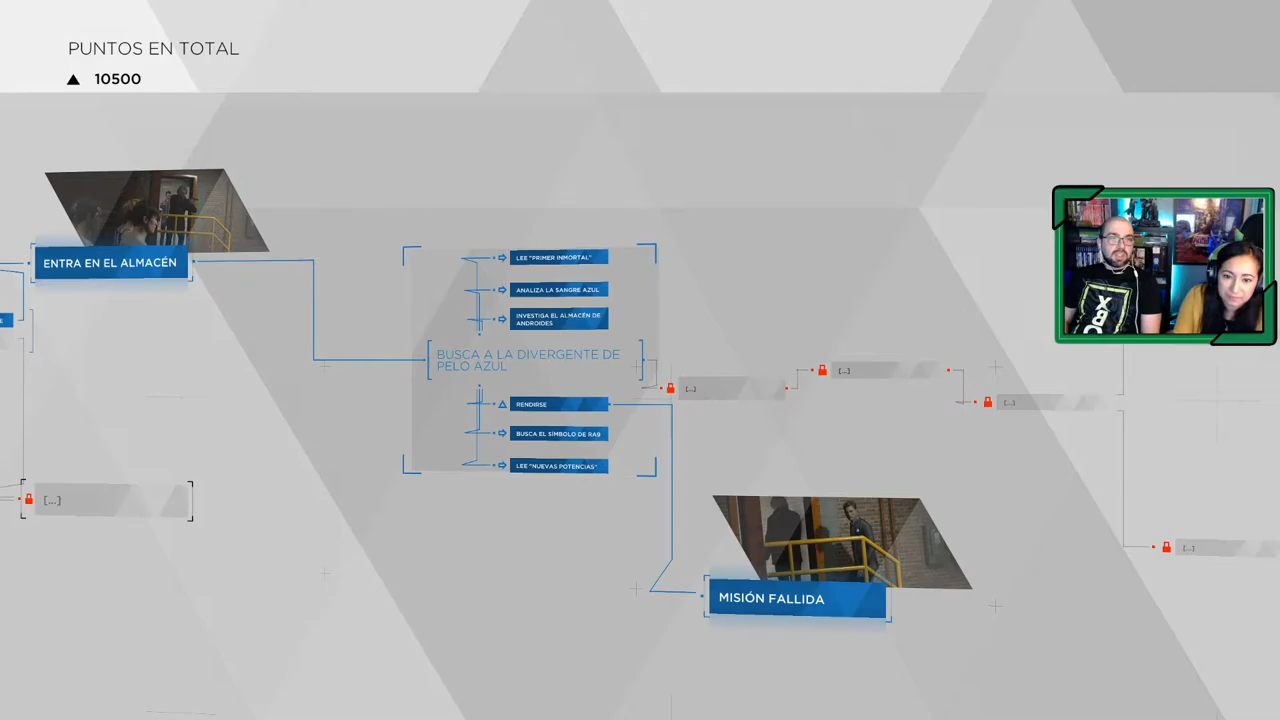 PUNTOS EN TOTAL
10500
ENTRA EN EL ALMACÉN
LEE "PRIMER INMORTAL"
ANALIZA LA SANGRE AZUL
INVESTIGA EL ALMACÉN DE
ANDROIDES
BUSCA A LA DIVERGENTE DE
PELO AZUL
RENDIRSE
BUSCA EL SÍMBOLO DE RA9
LEE "NUEVAS POTENCIAS"
[...]
[...]
[...]
[...]
[...]
MISIÓN FALLIDA